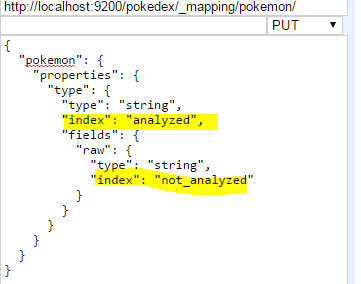 http://localhost:9200/pokedex/_mapping/pokemon/
PUT
{
  "pokemon": {
    "properties": {
      "type": {
        "type": "string",
        "index": "analyzed",
        "fields": {
          "raw": {
            "type": "string",
            "index": "not_analyzed"
          }
        }
      }
    }
  }
}